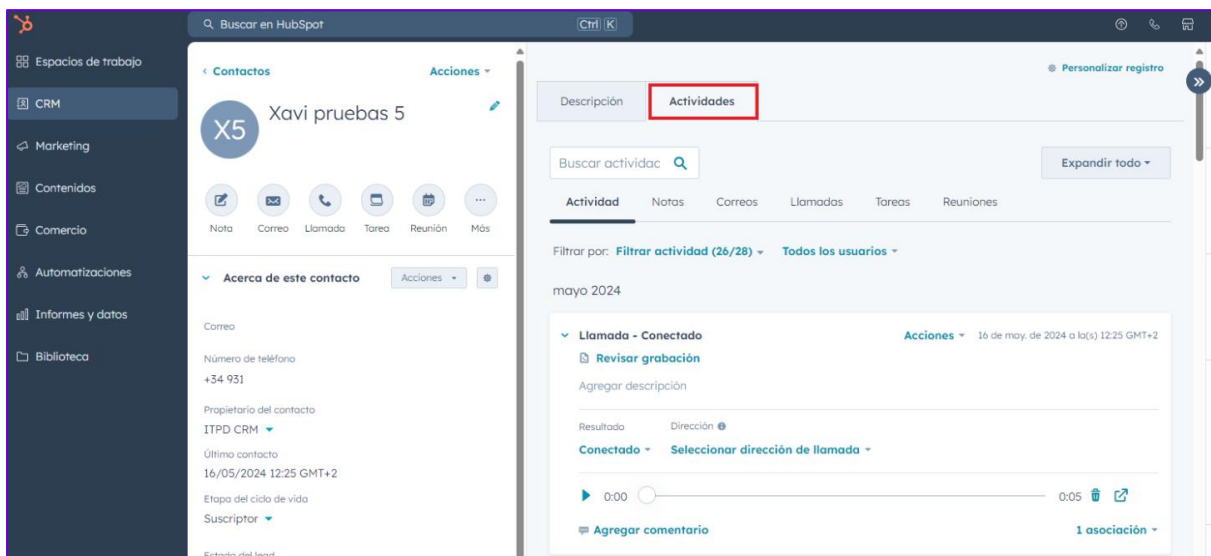 Buscar en HubSpot
Ctrl K
Espacios de trabajo
CRM
Marketing
Contenidos
Comercio
Automatizaciones
Informes y datos
Biblioteca
Contactos
Acciones
X5
Xavi pruebas 5
Nota
Correo
Llamada
Tarea
Reunión
Más
Acerca de este contacto
Acciones
Correo
Número de teléfono
+34 931
Propietario del contacto
ITPD CRM
Último contacto
16/05/2024 12:25 GMT+2
Etapa del ciclo de vida
Suscriptor
Estado del lead
Personalizar registro
Descripción
Actividades
Buscar activida
Expandir todo
Actividad
Notas
Correos
Llamadas
Tareas
Reuniones
Filtrar por: Filtrar actividad (26/28)
Todos los usuarios
mayo 2024
Llamada - Conectado
Acciones
16 de may. de 2024 a la(s) 12:25 GMT+2
Revisar grabación
Agregar descripción
Resultado
Dirección
Conectado
Seleccionar dirección de llamada
0:00
0:05
Agregar comentario
1 asociación